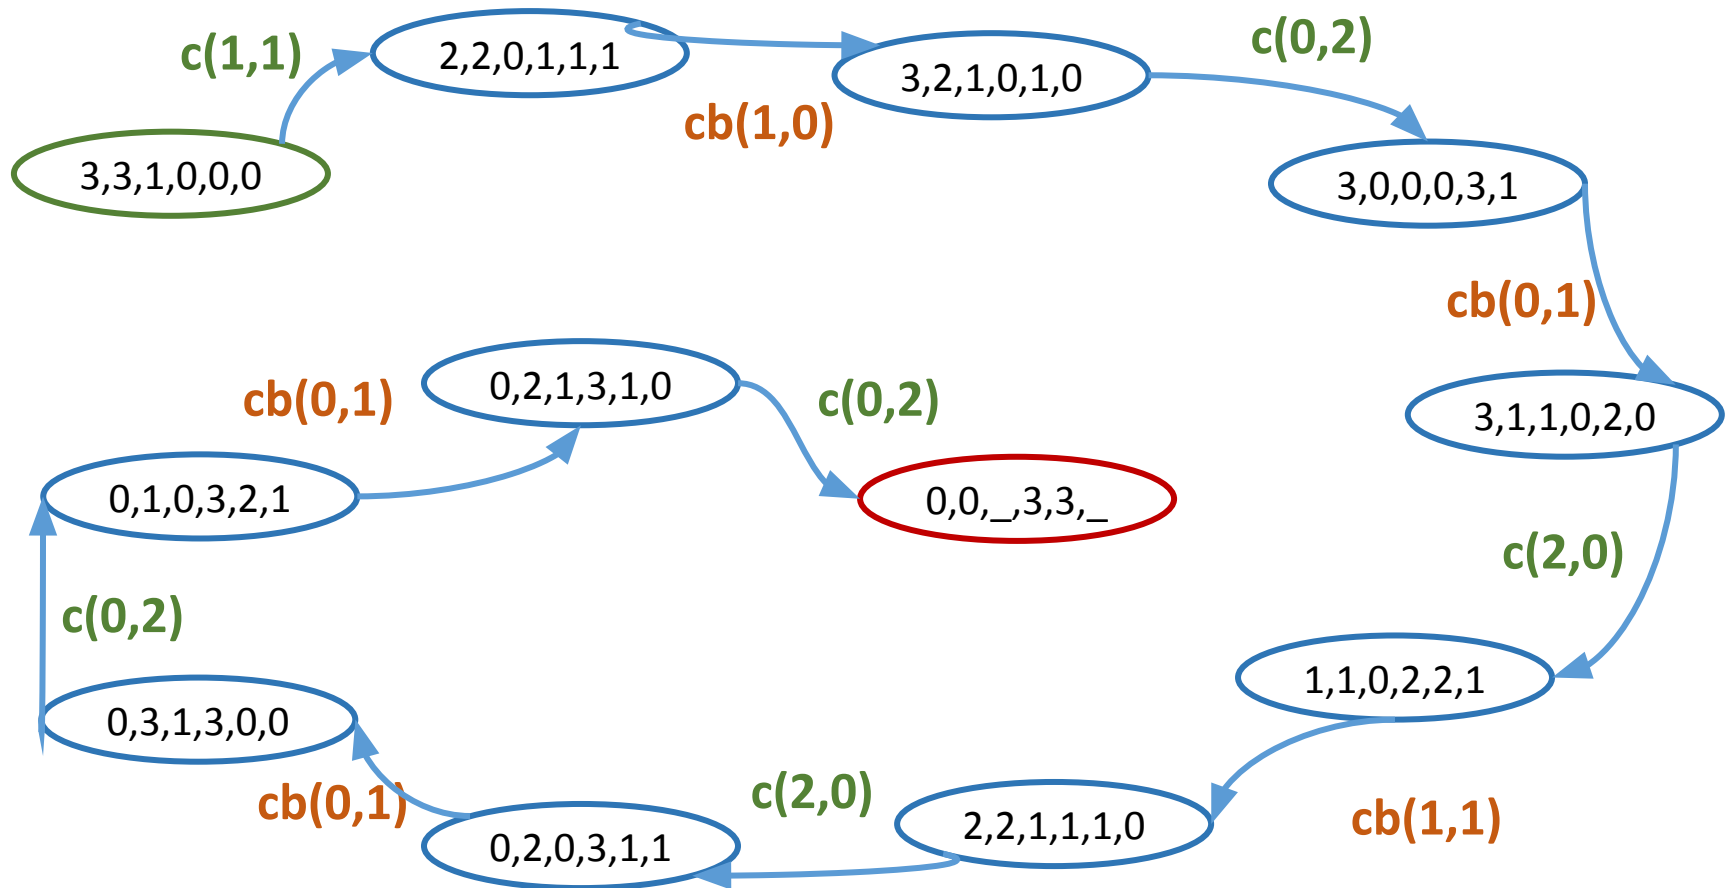 3,3,1,0,0,0
c(1,1)
2,2,0,1,1,1
cb(1,0)
3,2,1,0,1,0
c(0,2)
3,0,0,0,3,1
cb(0,1)
3,1,1,0,2,0
c(2,0)
1,1,0,2,2,1
cb(1,1)
2,2,1,1,1,0
c(2,0)
0,2,0,3,1,1
cb(0,1)
0,3,1,3,0,0
c(0,2)
0,1,0,3,2,1
cb(0,1)
0,2,1,3,1,0
c(0,2)
0,0,_,3,3,_